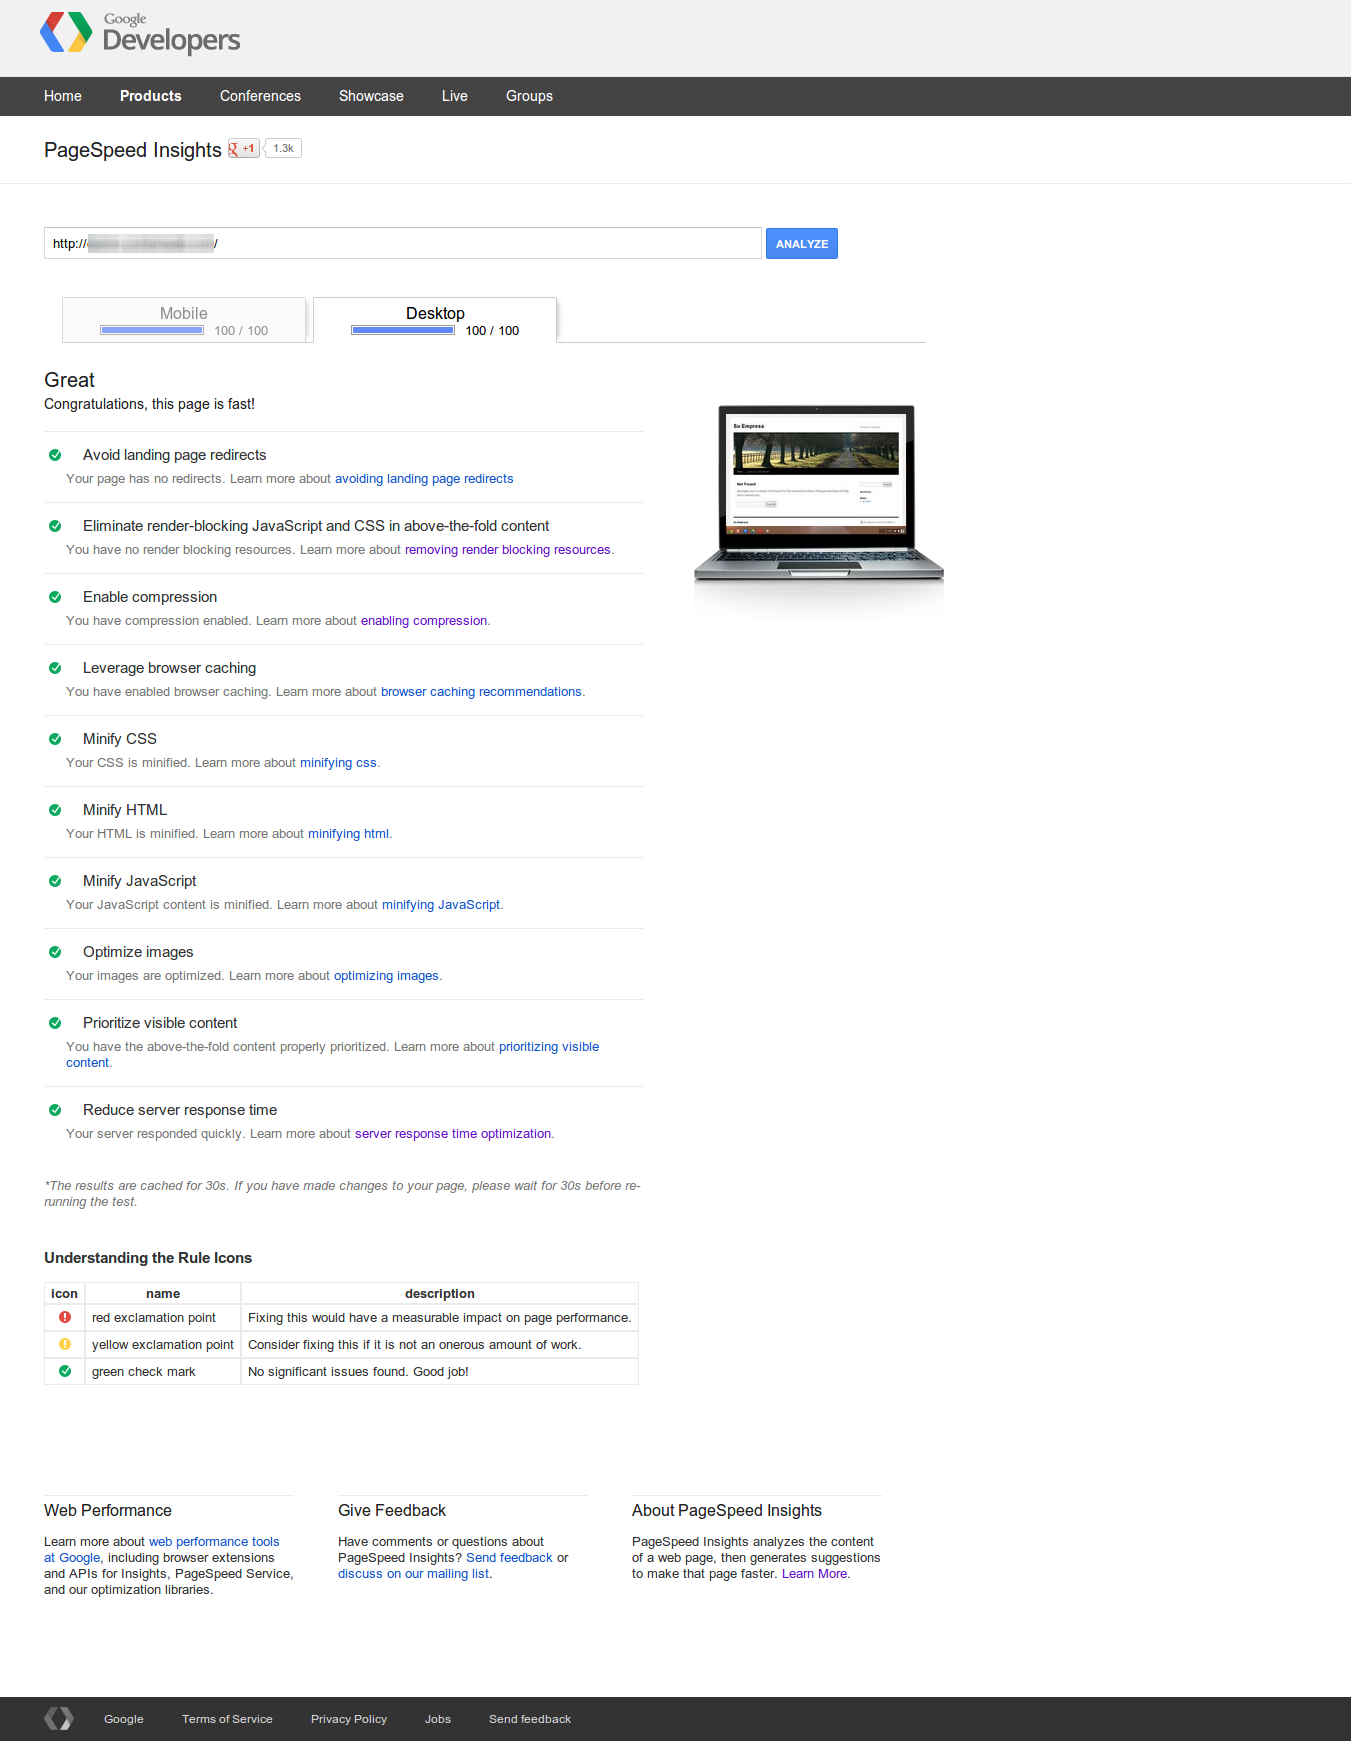 Google
Developers
Home Products Conferences Showcase Live Groups
PageSpeed Insights +1 1.3k
http:// /
ANALYZE
Mobile
100 / 100
Desktop
100 / 100
Great
Congratulations, this page is fast!
Avoid landing page redirects
Your page has no redirects. Learn more about avoiding landing page redirects
Eliminate render-blocking JavaScript and CSS in above-the-fold content
You have no render blocking resources. Learn more about removing render blocking resources.
Enable compression
You have compression enabled. Learn more about enabling compression.
Leverage browser caching
You have enabled browser caching. Learn more about browser caching recommendations.
Minify CSS
Your CSS is minified. Learn more about minifying css.
Minify HTML
Your HTML is minified. Learn more about minifying html.
Minify JavaScript
Your JavaScript content is minified. Learn more about minifying JavaScript.
Optimize images
Your images are optimized. Learn more about optimizing images.
Prioritize visible content
You have the above-the-fold content properly prioritized. Learn more about prioritizing visible
content.
Reduce server response time
Your server responded quickly. Learn more about server response time optimization.
Su Empresa
Not Found
*The results are cached for 30s. If you have made changes to your page, please wait for 30s before re-
running the test.
Understanding the Rule Icons
icon name description
red exclamation point Fixing this would have a measurable impact on page performance.
yellow exclamation point Consider fixing this if it is not an onerous amount of work.
green check mark No significant issues found. Good job!
Web Performance
Learn more about web performance tools
at Google, including browser extensions
and APIs for Insights, PageSpeed Service,
and our optimization libraries.
Give Feedback
Have comments or questions about
PageSpeed Insights? Send feedback or
discuss on our mailing list.
About PageSpeed Insights
PageSpeed Insights analyzes the content
of a web page, then generates suggestions
to make that page faster. Learn More.
Google Terms of Service Privacy Policy Jobs Send feedback